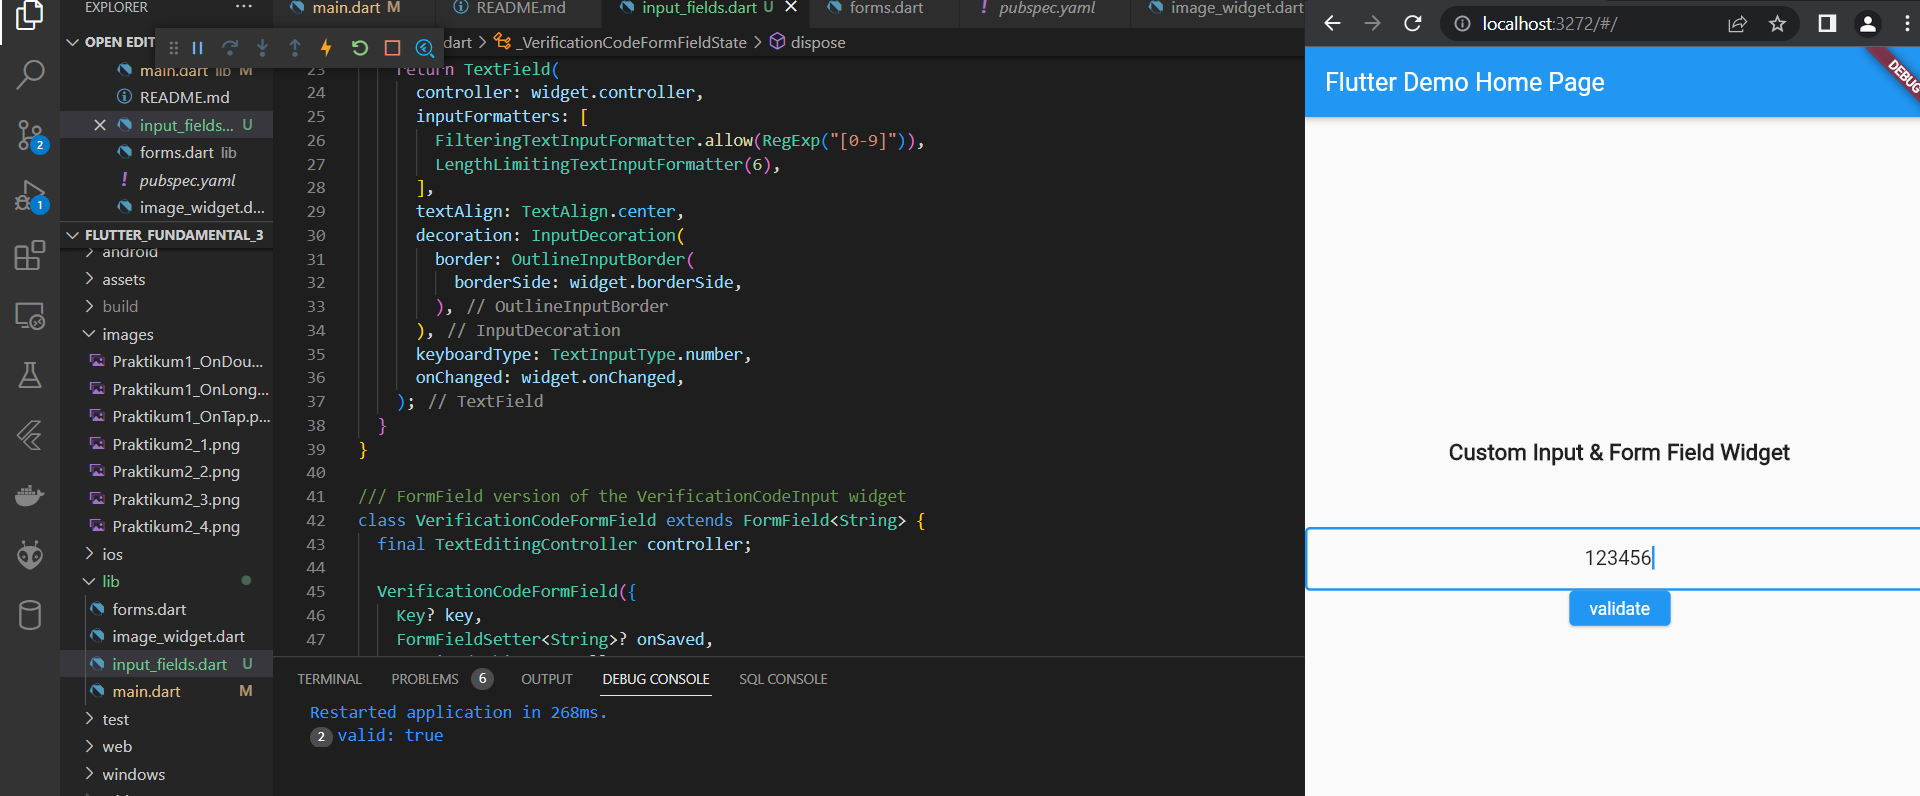 EXPLORER ···
OPEN EDIT
main.dart lib M
README.md
input_fields... U
forms.dart lib
! pubspec.yaml
image_widget.d...
FLUTTER_FUNDAMENTAL_3
android
assets
build
images
Praktikum1_OnDou...
Praktikum1_OnLong...
Praktikum1_OnTap.p...
Praktikum2_1.png
Praktikum2_2.png
Praktikum2_3.png
Praktikum2_4.png
ios
lib
forms.dart
image_widget.dart
input_fields.dart U
main.dart M
test
web
windows
2
1
main.dart M README.md input_fields.dart U forms.dart ! pubspec.yaml image_widget.dart
dart > _VerificationCodeFormFieldState > dispose
23 return TextField(
24 controller: widget.controller,
25 inputFormatters: [
26 FilteringTextInputFormatter.allow(RegExp("[0-9]")),
27 LengthLimitingTextInputFormatter(6),
28 ],
29 textAlign: TextAlign.center,
30 decoration: InputDecoration(
31 border: OutlineInputBorder(
32 borderSide: widget.borderSide,
33 ), // OutlineInputBorder
34 ), // InputDecoration
35 keyboardType: TextInputType.number,
36 onChanged: widget.onChanged,
37 ); // TextField
38 }
39 }
40
41 /// FormField version of the VerificationCodeInput widget
42 class VerificationCodeFormField extends FormField<String> {
43 final TextEditingController controller;
44
45 VerificationCodeFormField({
46 Key? key,
47 FormFieldSetter<String>? onSaved,
TERMINAL PROBLEMS 6 OUTPUT DEBUG CONSOLE SQL CONSOLE
Restarted application in 268ms.
2 valid: true
localhost:3272/#/
Flutter Demo Home Page
DEBUG
Custom Input & Form Field Widget
123456
validate